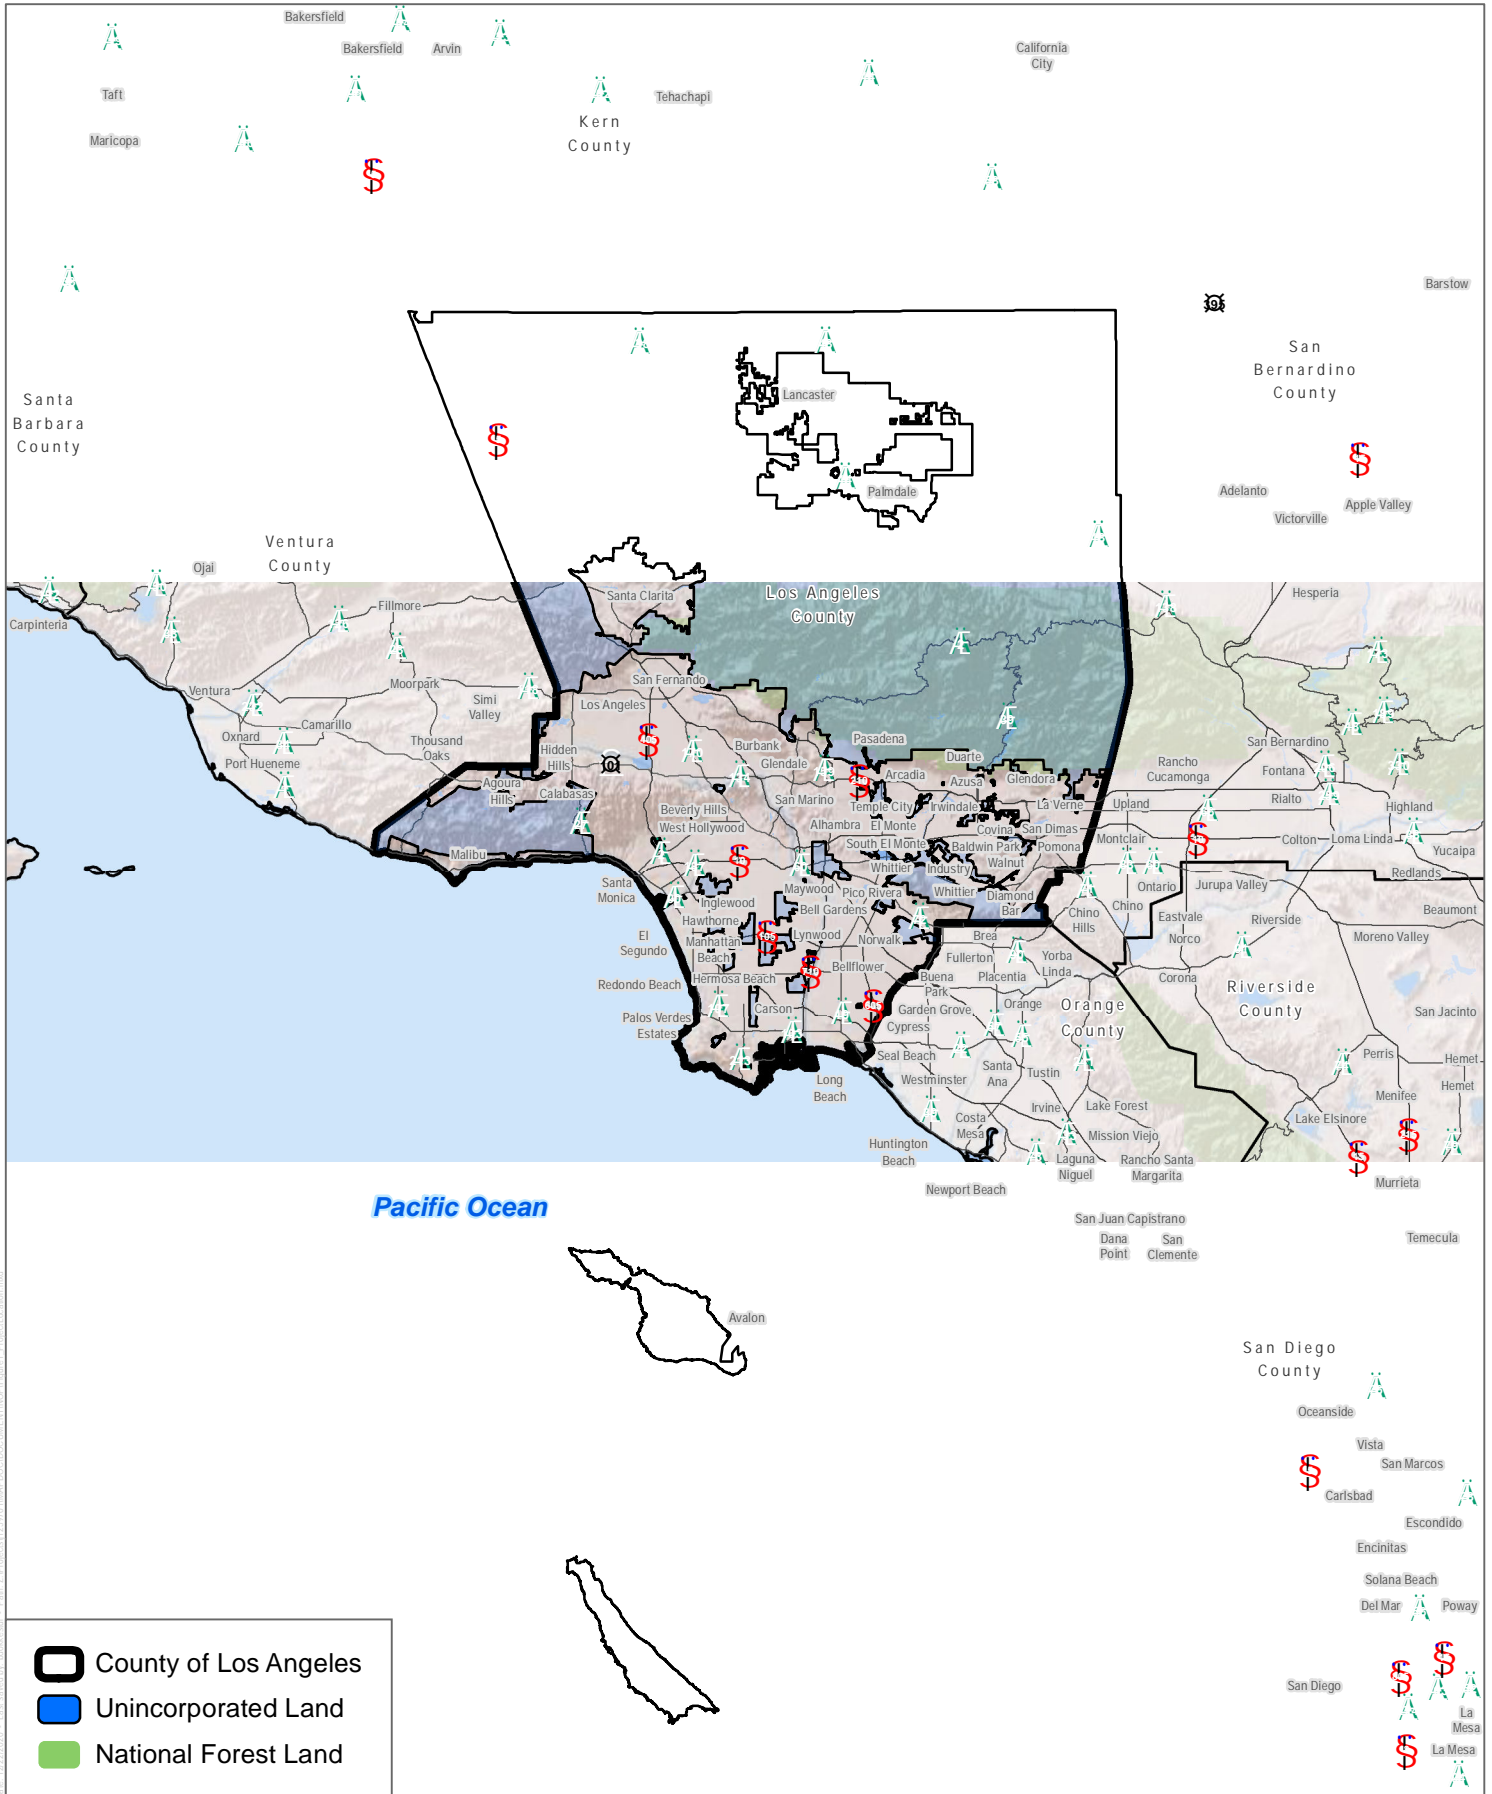 Bakersfield
Bakersfield
Arvin
California
City
Taft
Tehachapi
Maricopa
Kern
County
Barstow
395
San
Bernardino
County
Santa
Barbara
County
Lancaster
Palmdale
Adelanto
Apple Valley
Victorville
Ventura
County
Ojai
Carpinteria
Fillmore
Santa Clarita
Los Angeles
County
Hesperia
San Fernando
Moorpark
Ventura
Simi
Valley
Los Angeles
Camarillo
Oxnard
Thousand
Oaks
Port Hueneme
Hidden
Hills
Burbank
Glendale
Pasadena
Duarte
Arcadia
Azusa
Glendora
San Bernardino
Rancho
Cucamonga
Fontana
Rialto
Highland
Agoura
Hills
Calabasas
San Marino
Temple City
Irwindale
La Verne
Upland
Beverly Hills
West Hollywood
Alhambra
El Monte
Covina
San Dimas
South El Monte
Baldwin Park
Pomona
Montclair
Colton
Loma Linda
Yucaipa
Malibu
Walnut
Whittier
Industry
Redlands
Santa
Monica
Maywood
Pico Rivera
Whittier
Diamond
Bar
Ontario
Jurupa Valley
Inglewood
Bell Gardens
Chino
Chino
Hills
Eastvale
Riverside
Beaumont
Hawthorne
El
Segundo
Manhattan
Beach
Lynwood
Norwalk
Brea
Norco
Moreno Valley
Fullerton
Yorba
Linda
Bellflower
Buena
Park
Placentia
Corona
Redondo Beach
Hermosa Beach
Riverside
County
Carson
Garden Grove
Orange
Orange
County
San Jacinto
Palos Verdes
Estates
Cypress
Seal Beach
Perris
Hemet
Hemet
Westminster
Santa
Ana
Tustin
Long
Beach
Menifee
Irvine
Lake Forest
Lake Elsinore
Costa
Mesa
Mission Viejo
Huntington
Beach
Laguna
Niguel
Rancho Santa
Margarita
Murrieta
Newport Beach
Pacific Ocean
San Juan Capistrano
Dana
Point
San
Clemente
Temecula
Avalon
San Diego
County
Oceanside
Vista
San Marcos
Carlsbad
Escondido
Encinitas
Solana Beach
Del Mar
Poway
San Diego
La
Mesa
La Mesa
County of Los Angeles
Unincorporated Land
National Forest Land